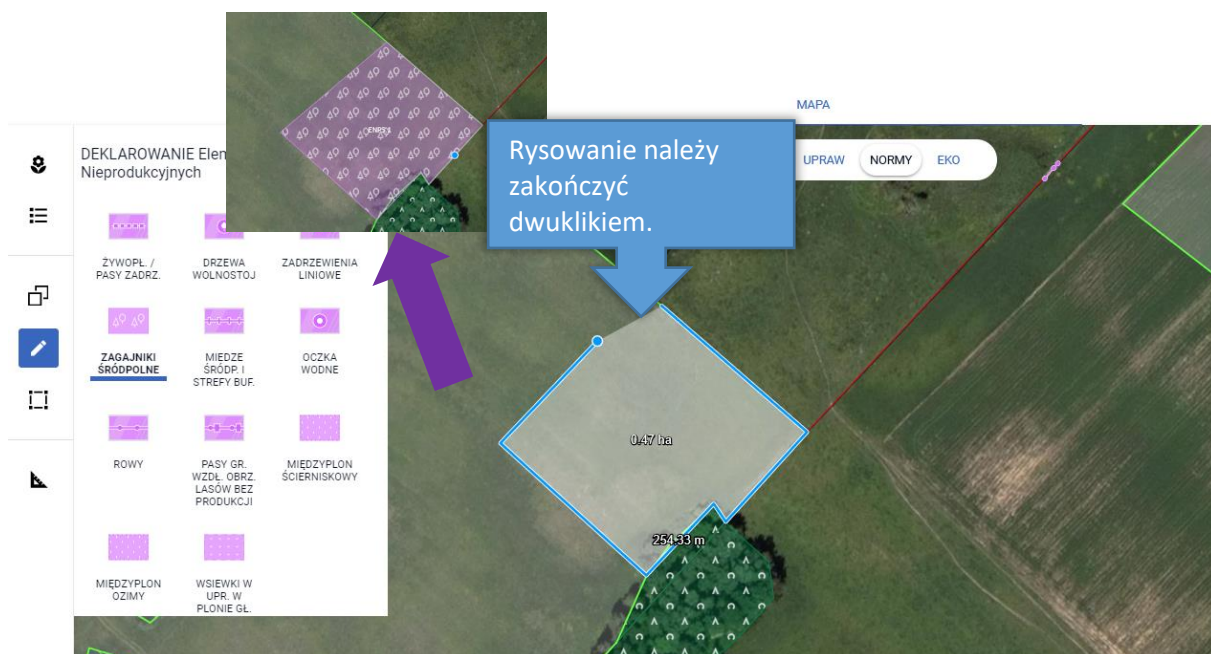 MAPA
DEKLAROWANIE Elem
Nieprodukcyjnych
Rysowanie należy
zakończyć
dwuklikiem.
UPRAW NORMY EKO
ŻYWOPŁ. /
PASY ZADRZ.
DRZEWA
WOLNOSTOJ
ZADRZEWIENIA
LINIOWE
ZAGAJNIKI
ŚRÓDPOLNE
MIEDZE
ŚRÓDP. I
STREFY BUF.
OCZKA
WODNE
ROWY
PASY GR.
WZDŁ. OBRZ.
LASÓW BEZ
PRODUKCJI
MIĘDZYPLON
ŚCIERNISKOWY
MIĘDZYPLON
OZIMY
WSIEWKI W
UPR. W
PLONIE GŁ.
0.47 ha
254.33 m